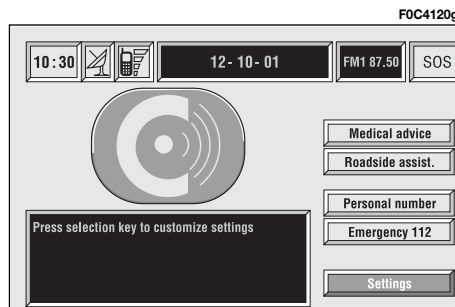 F0C4120g
10:30
12- 10- 01
FM1 87.50
SOS
Medical advice
Roadside assist.
Personal number
Press selection key to customize settings
Emergency 112
Settings